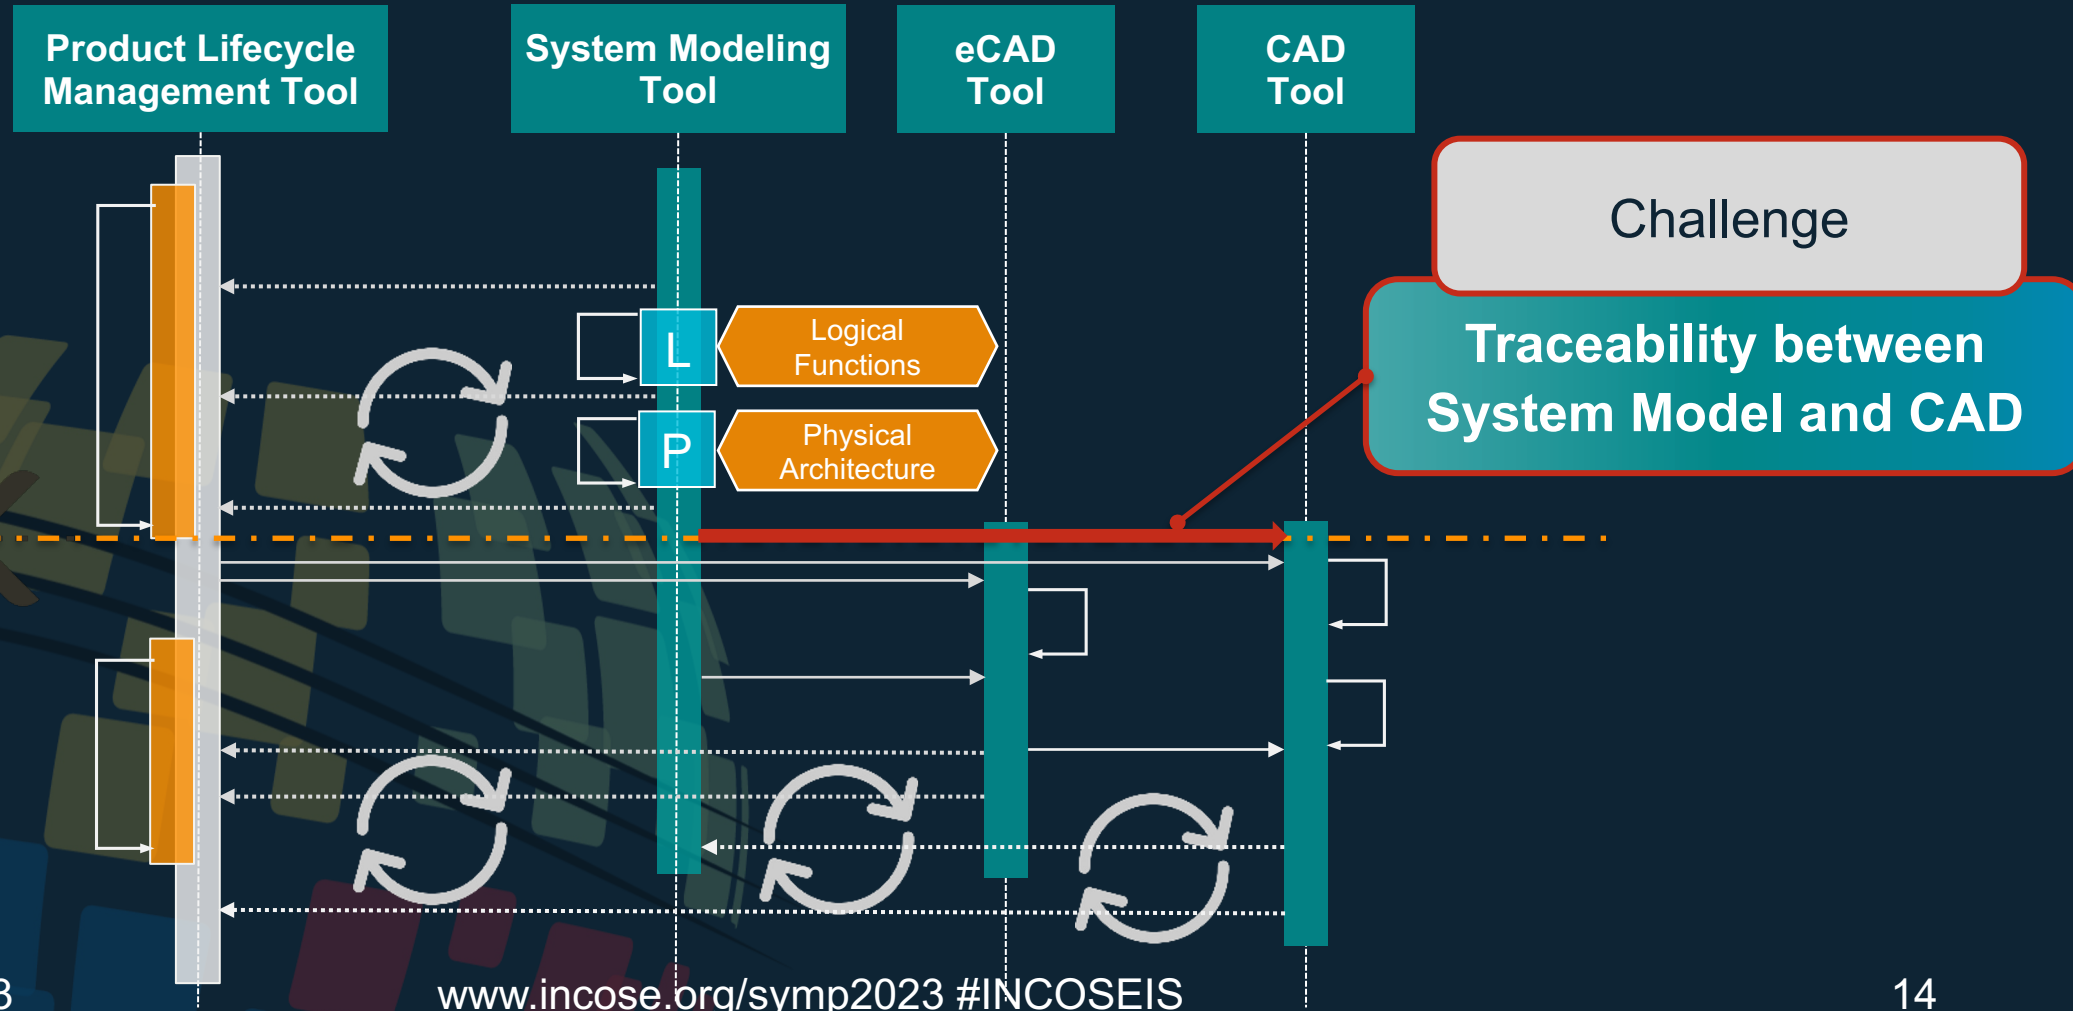 Product Lifecycle
Management Tool
System Modeling
Tool
eCAD
Tool
CAD
Tool
Challenge
Traceability between
System Model and CAD
L
Logical
Functions
P
Physical
Architecture
3
www.incose.org/symp2023 #INCOSEIS
14